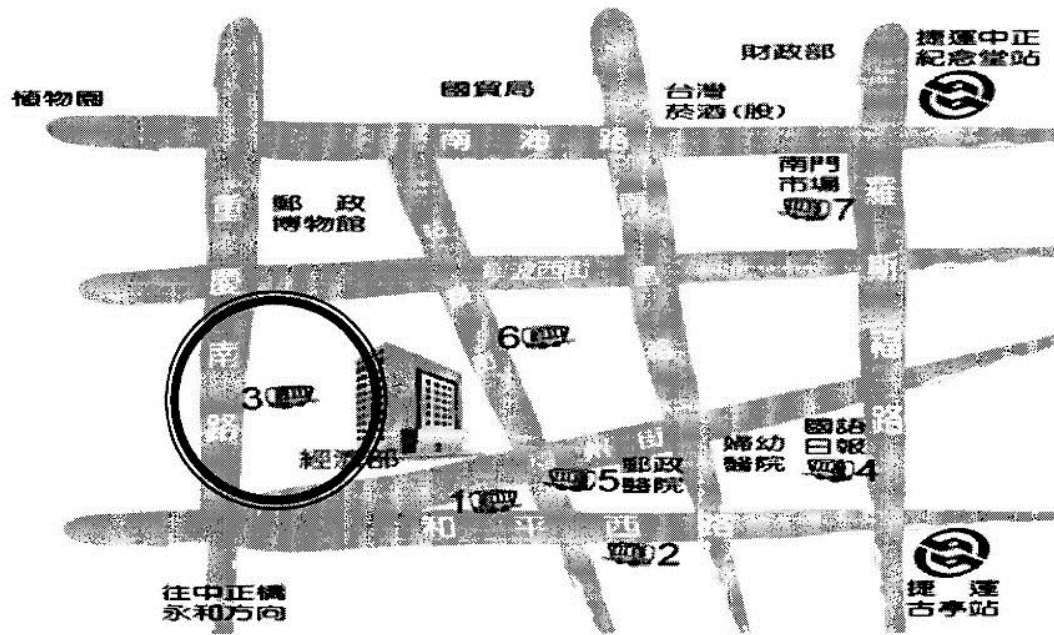 捷運中正
紀念堂站
財政部
國貿局
台灣
菸酒(股)
植物園
南海路
南門
市場
7
郵政
博物館
重慶南路
羅斯福路
寧波西街
6
3
經濟部
婦幼
醫院
國語
日報
4
郵政
醫院
5
1
和平西路
2
往中正橋
永和方向
捷運
古亭站